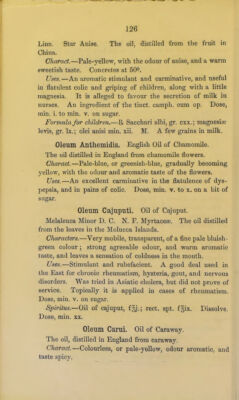 126
Linn. Star Anise. The oil, distilled from the fruit in
China.
Charact.—Pale-yellow, with the odour of anise, and a warm
sweetish taste. Concretes at 50°.
Uses.—An aromatic stimulant and carminative, and useful
in flatulent colic and griping of children, along with a little
magnesia. It is alleged to favour the secretion of milk in
nurses. An ingredient of the tinct. camph. cum op. Dose,
min. i. to min. v. on sugar.
Formula for children.—℞ Sacchari albi, gr. cxx.; magnesiæ
levis, gr. lx.; olei anisi min. xii. M. A few grains in milk.
Oleum Anthemidis. English Oil of Chamomile.
The oil distilled in England from chamomile flowers.
Charact.—Pale-blue, or greenish-blue, gradually becoming
yellow, with the odour and aromatic taste of the flowers.
Uses.—An excellent carminative in the flatulence of dys-
pepsia, and in pains of colic. Dose, min. v. to x. on a bit of
sugar.
Oleum Cajuputi. Oil of Cajuput.
Melaleuca Minor D. C. N. F. Myrtaceæ. The oil distilled
from the leaves in the Molucca Islands.
Characters.—Very mobile, transparent, of a fine pale bluish-
green colour; strong agreeable odour, and warm aromatic
taste, and leaves a sensation of coldness in the mouth.
Uses.—Stimulant and rubefacient. A good deal used in
the East for chronic rheumatism, hysteria, gout, and nervous
disorders. Was tried in Asiatic cholera, but did not prove of
service. Topically it is applied in cases of rheumatism.
Dose, min. v. on sugar.
Spiritus.—Oil of cajuput, f℥j.; rect. spt. f℥ix. Dissolve.
Dose, min. xx.
Oleum Carui. Oil of Caraway.
The oil, distilled in England from caraway.
Charact.—Colourless, or pale-yellow, odour aromatic, and
taste spicy.